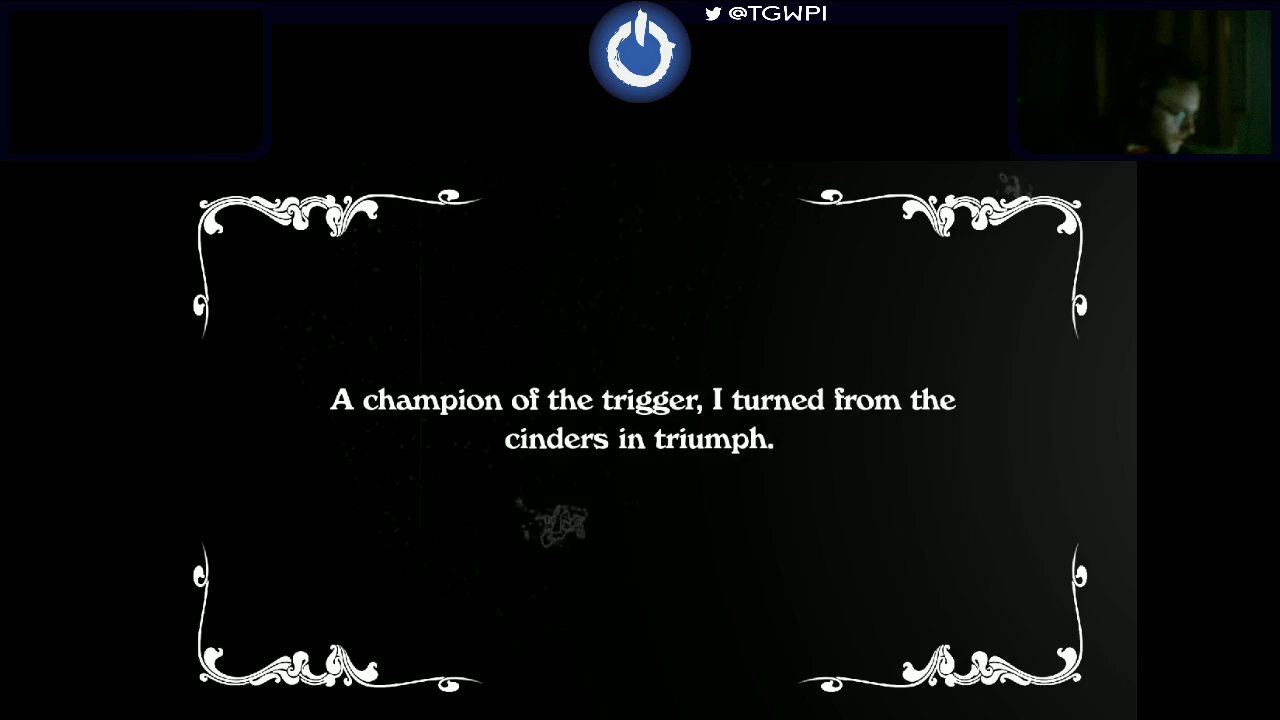 @TGWPI
A champion of the trigger, I turned from the
cinders in triumph.